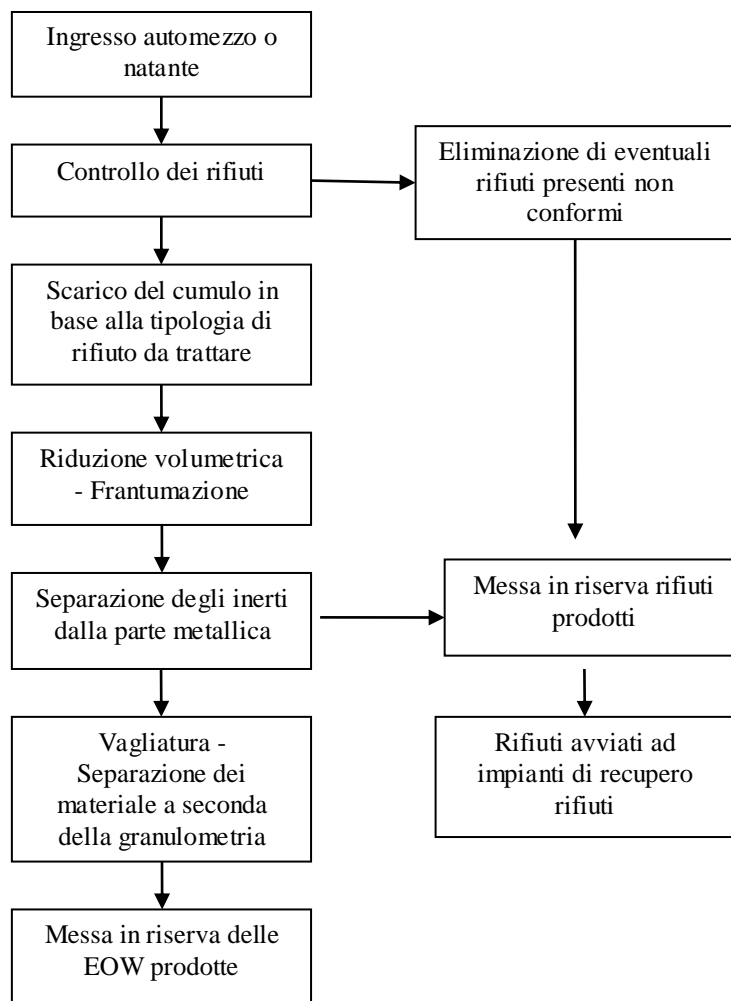 Ingresso automezzo o
natante
Controllo dei rifiuti
Eliminazione di eventuali
rifiuti presenti non
conformi
Scarico del cumulo in
base alla tipologia di
rifiuto da trattare
Riduzione volumetrica
- Frantumazione
Separazione degli inerti
dalla parte metallica
Messa in riserva rifiuti
prodotti
Vagliatura -
Separazione dei
materiale a seconda
della granulometria
Rifiuti avviati ad
impianti di recupero
rifiuti
Messa in riserva delle
EOW prodotte